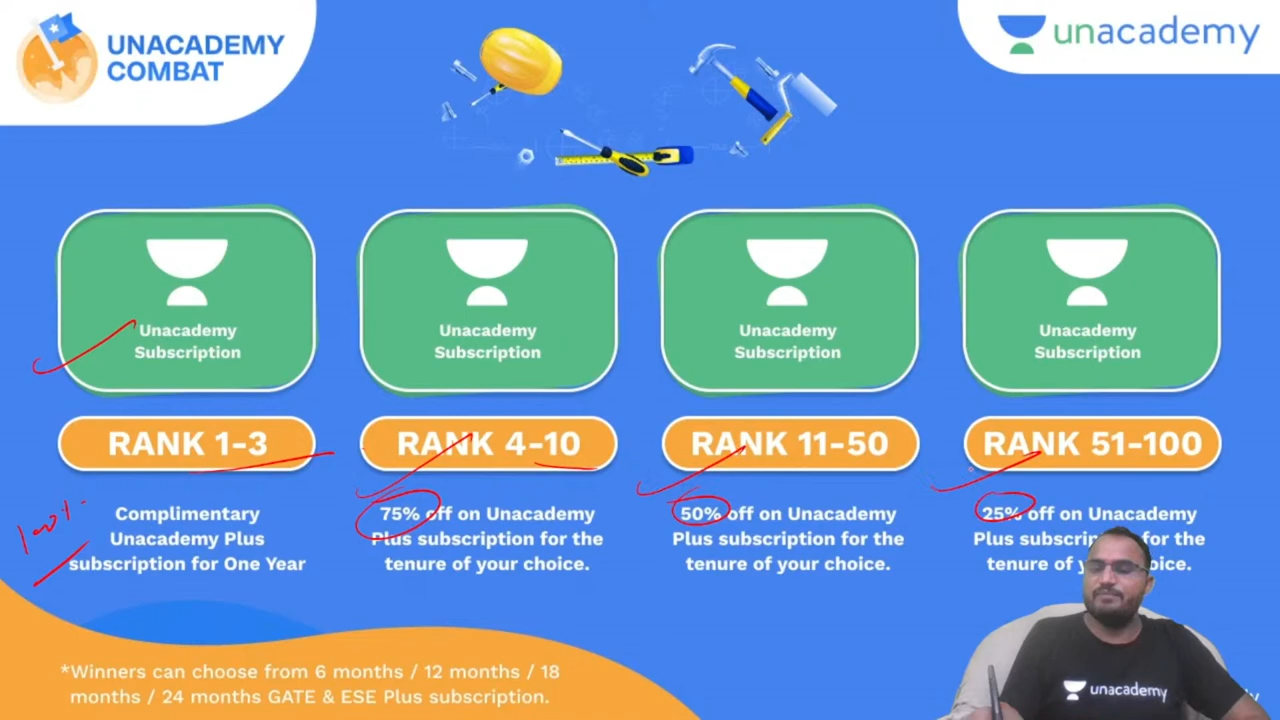 UNACADEMY
COMBAT
unacademy
Unacademy
Subscription
RANK 1-3
100%
Complimentary
Unacademy Plus
subscription for One Year
Unacademy
Subscription
RANK 4-10
75% off on Unacademy
Plus subscription for the
tenure of your choice.
Unacademy
Subscription
RANK 11-50
50% off on Unacademy
Plus subscription for the
tenure of your choice.
Unacademy
Subscription
RANK 51-100
25% off on Unacademy
Plus for the
tenure of
*Winners can choose from 6 months / 12 months / 18
months / 24 months GATE & ESE Plus subscription.
unacademy